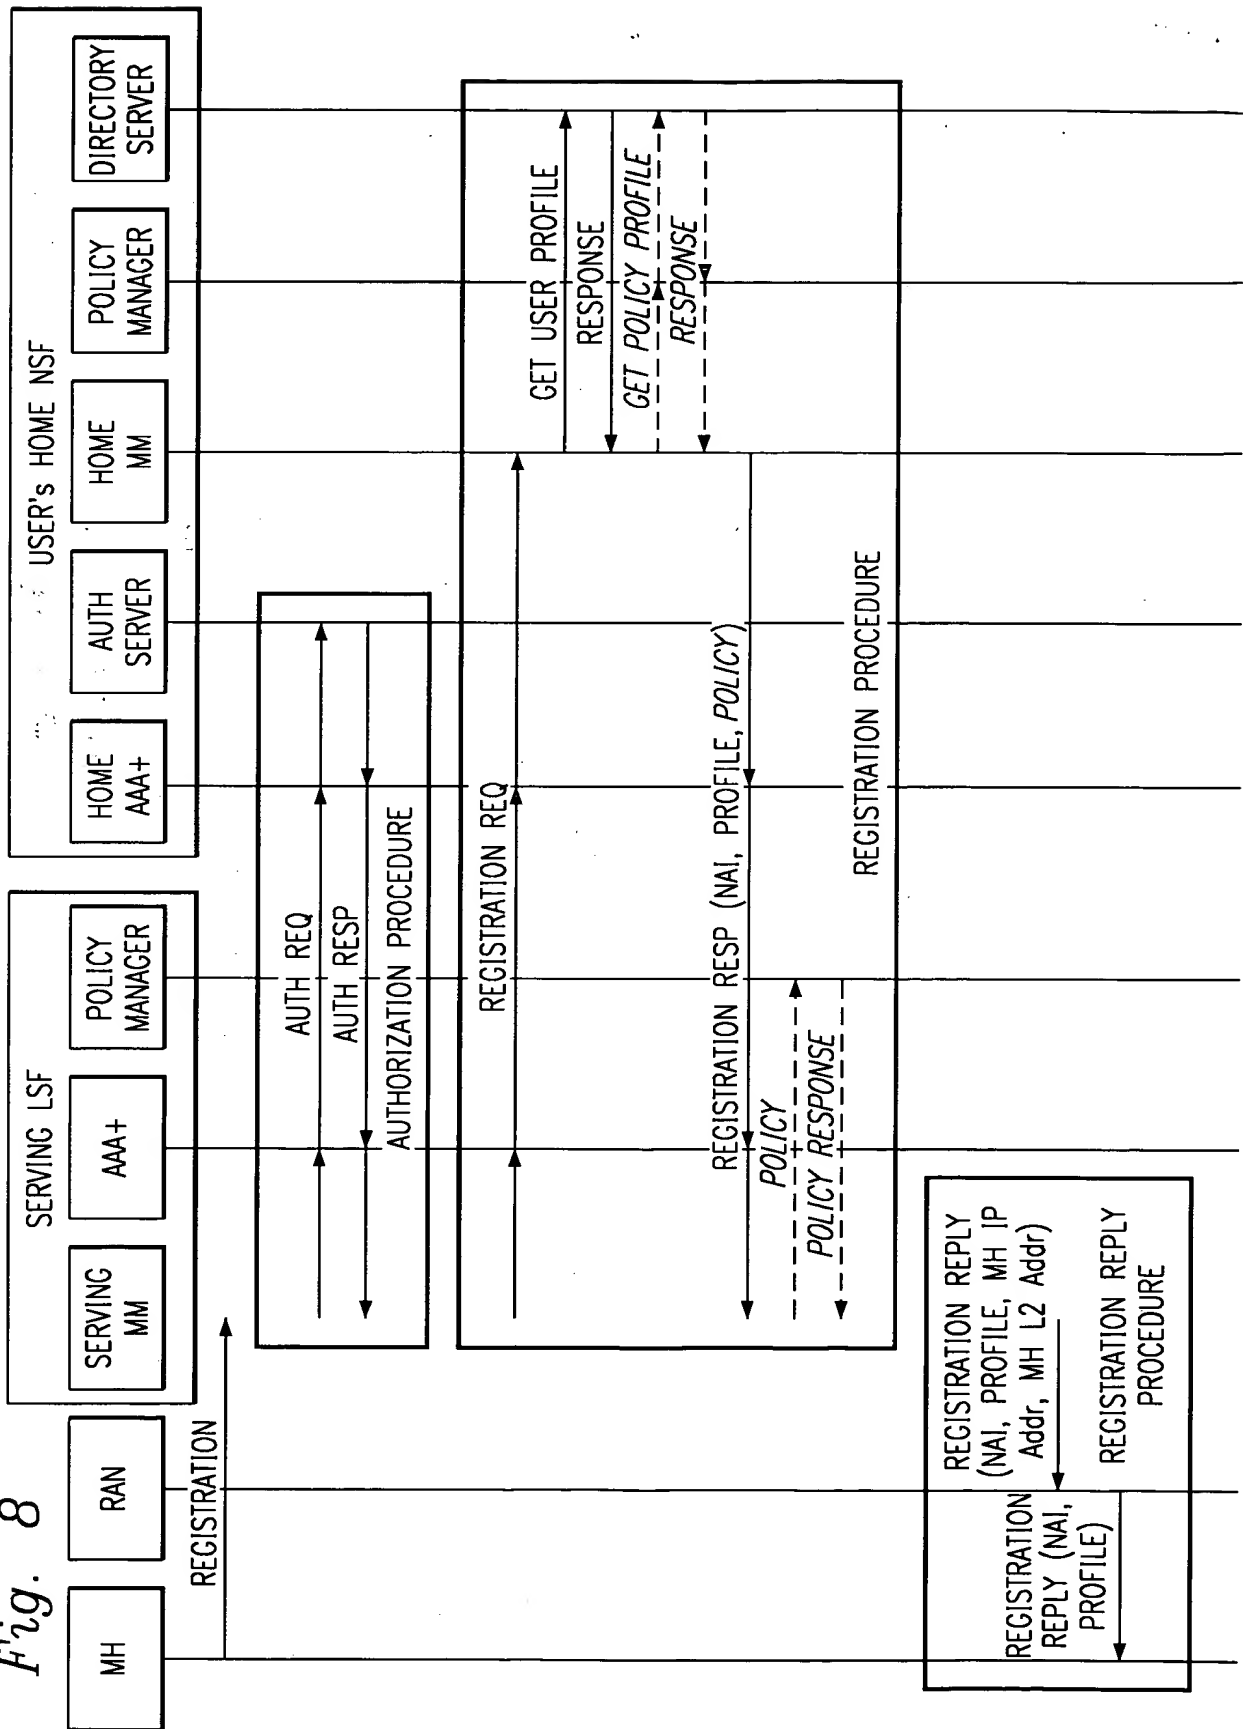 Fig. 8
SERVING LSF
USER's HOME NSF
MH
RAN
SERVING
MM
AAA+
POLICY
MANAGER
HOME
AAA+
AUTH
SERVER
HOME
MM
POLICY
MANAGER
DIRECTORY
SERVER
REGISTRATION
AUTH REQ
AUTH RESP
AUTHORIZATION PROCEDURE
REGISTRATION REQ
GET USER PROFILE
RESPONSE
GET POLICY PROFILE
RESPONSE
REGISTRATION RESP (NAI, PROFILE, POLICY)
POLICY
POLICY RESPONSE
REGISTRATION PROCEDURE
REGISTRATION REPLY
(NAI, PROFILE, MH IP
Addr, MH L2 Addr)
REGISTRATION
REPLY (NAI,
PROFILE)
REGISTRATION REPLY
PROCEDURE